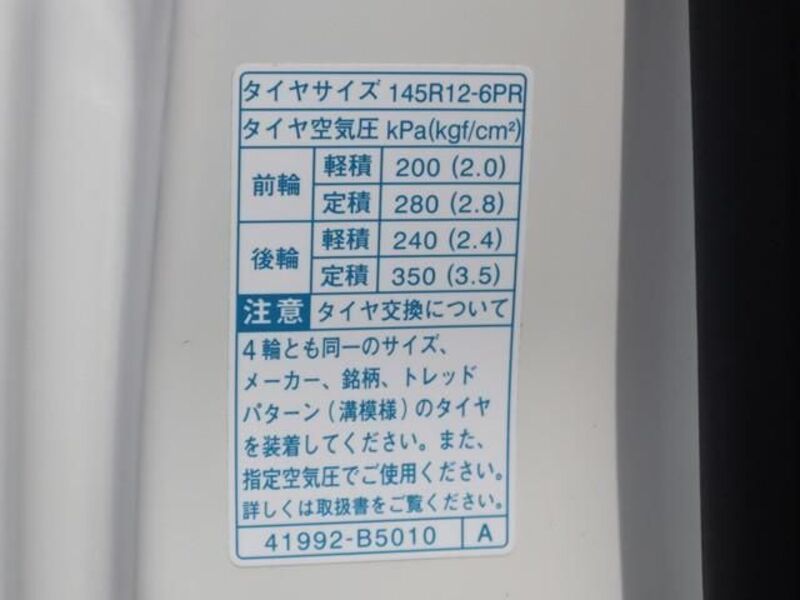 タイヤサイズ 145R12-6PR
タイヤ空気圧 kPa(kgf/cm²)
前輪 軽積 200 (2.0)
定積 280 (2.8)
後輪 軽積 240 (2.4)
定積 350 (3.5)
注意 タイヤ交換について
4輪とも同一のサイズ、
メーカー、銘柄、トレッド
パターン(溝模様)のタイヤ
を装着してください。また、
指定空気圧でご使用ください。
詳しくは取扱書をご覧ください。
41992-B5010 A